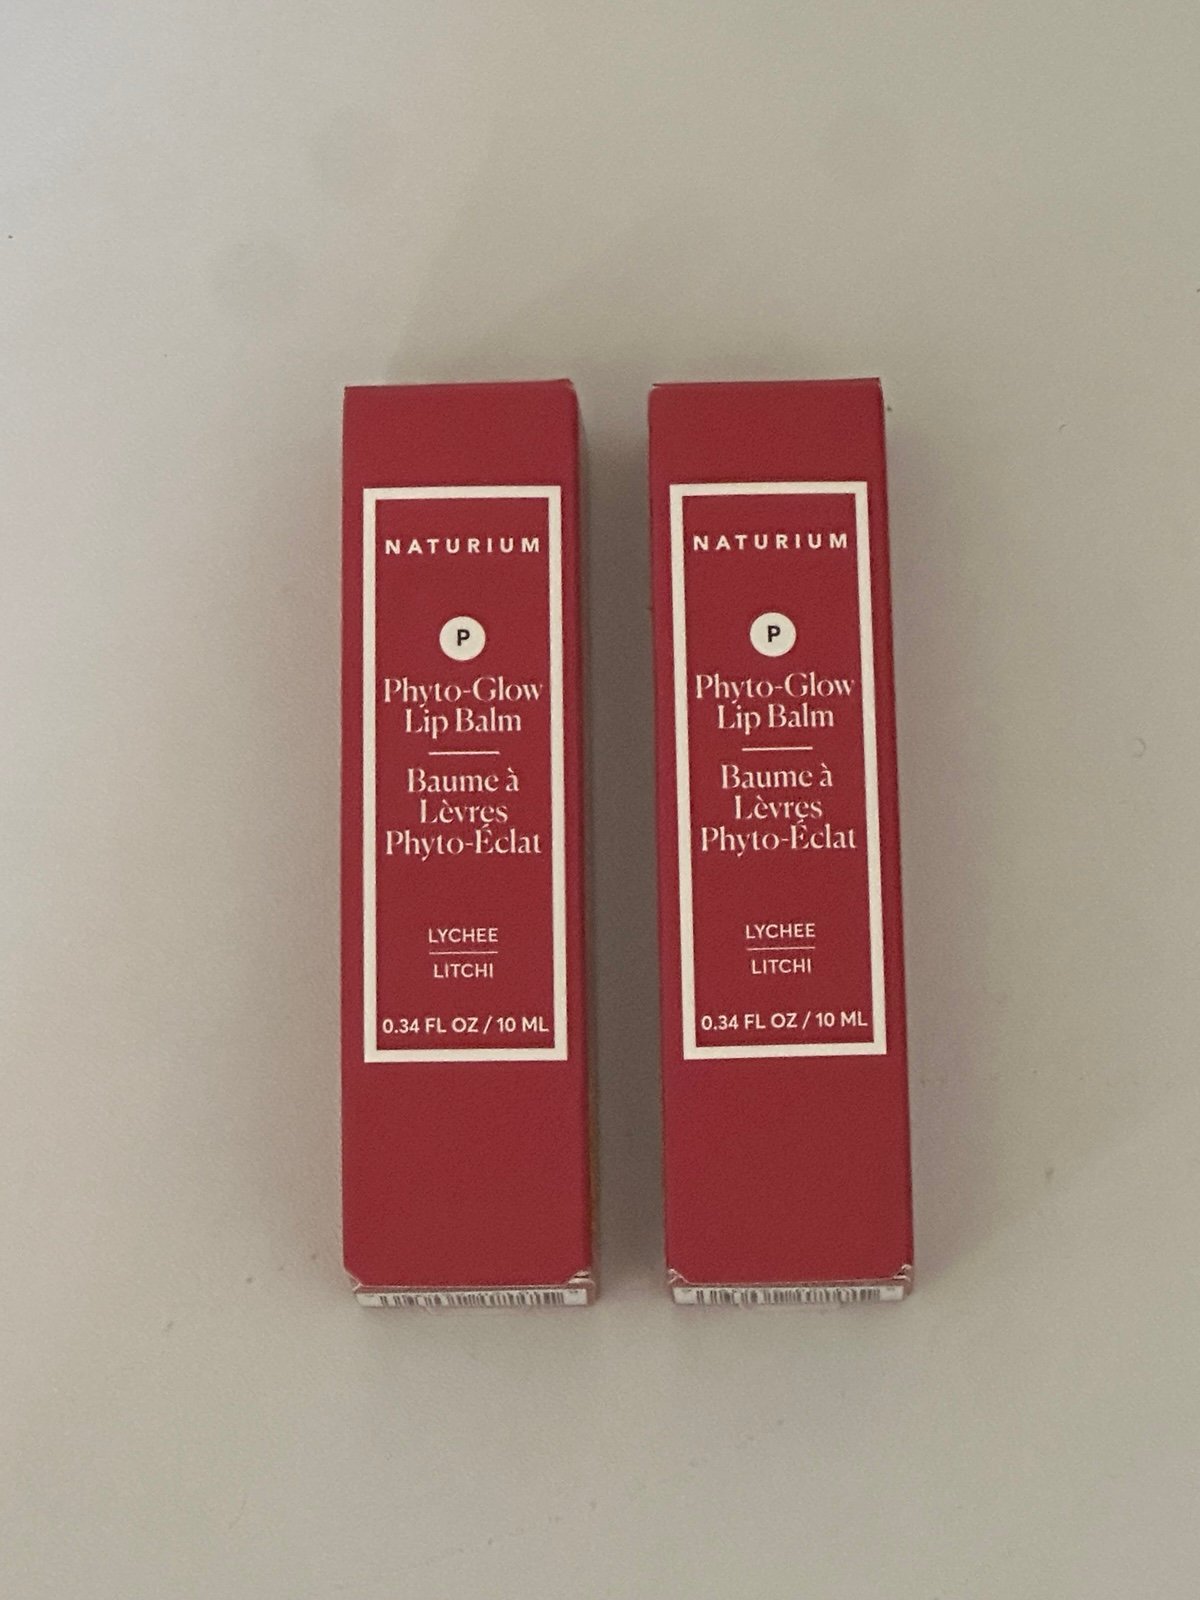 NATURIUM
P
Phyto-Glow
Lip Balm
Baume à
Lèvres
Phyto-Éclat
LYCHEE
LITCHI
0.34 FL OZ / 10 ML
NATURIUM
P
Phyto-Glow
Lip Balm
Baume à
Lèvres
Phyto-Éclat
LYCHEE
LITCHI
0.34 FL OZ / 10 ML